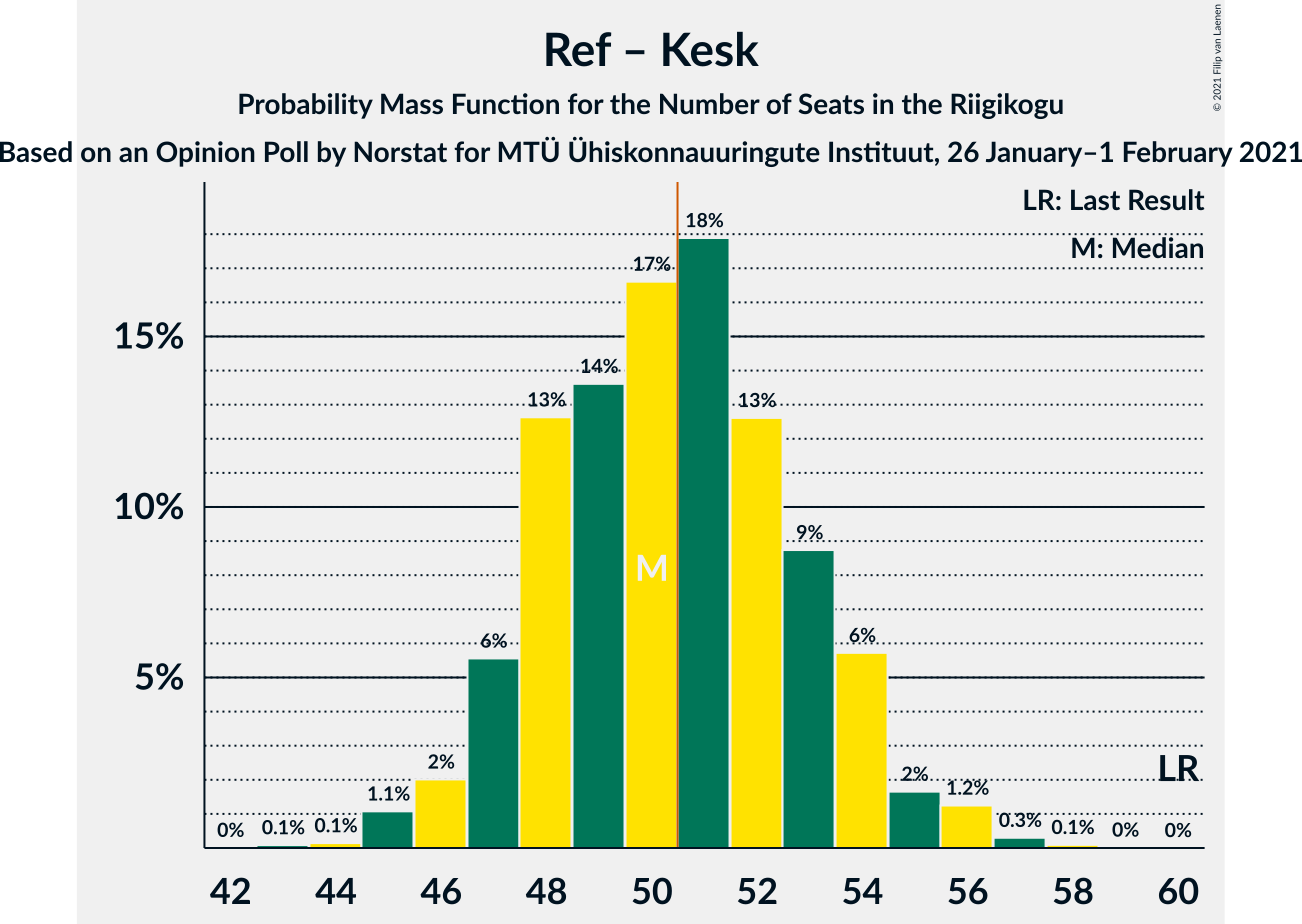 Ref – Kesk
Probability Mass Function for the Number of Seats in the Riigikogu
Based on an Opinion Poll by Norstat for MTÜ Ühiskonnauuringute Instituut, 26 January–1 February 2021
© 2021 Filip van Laenen
LR: Last Result
M: Median
18%
17%
15%
14%
13%
13%
10%
9%
M
6%
6%
5%
2%
LR
2%
1.2%
1.1%
0.3%
0% 0.1% 0.1%
0.1% 0% 0%
42 44 46 48 50 52 54 56 58 60